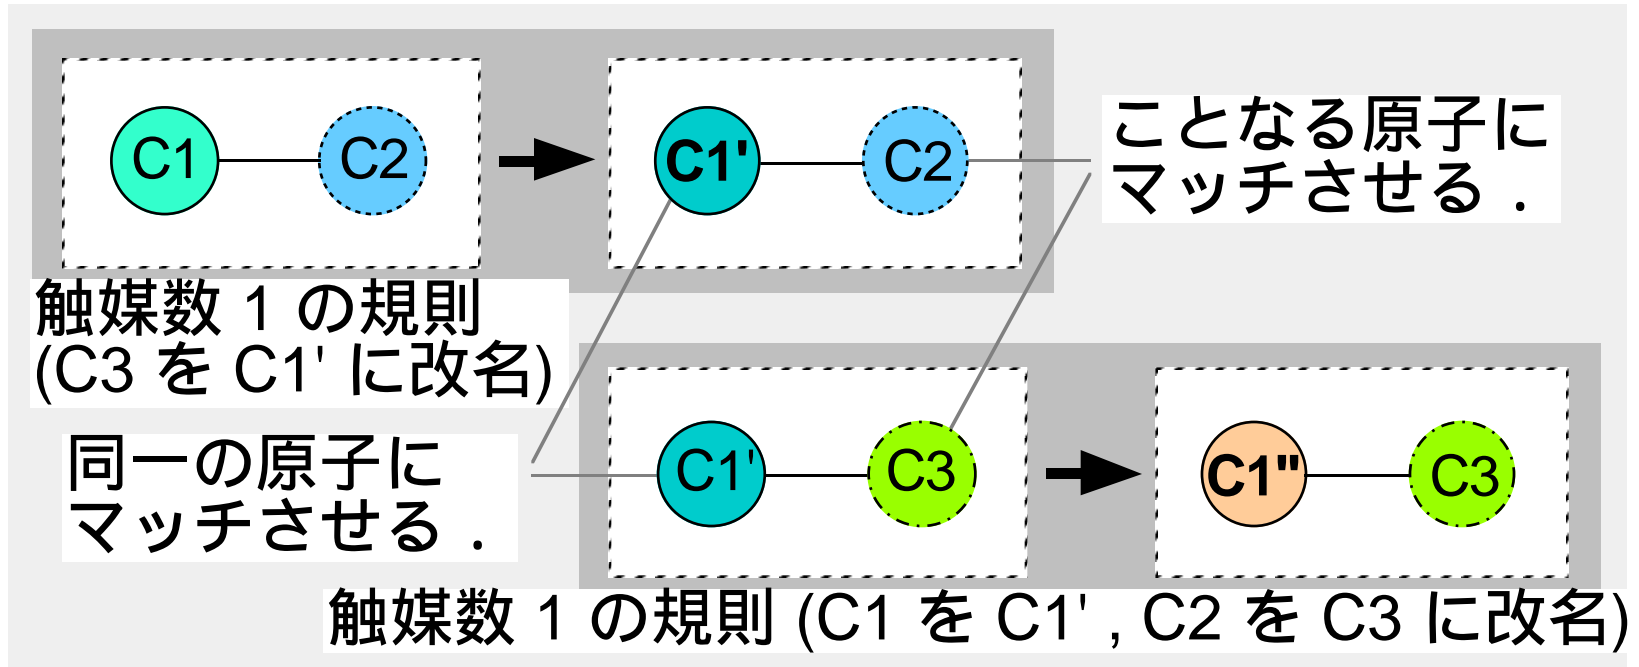 C1
C2
C1'
C2
ことなる原子に
マッチさせる．
触媒数 1 の規則
(C3 を C1' に改名)
同一の原子に
マッチさせる．
C1'
C3
C1"
C3
触媒数 1 の規則 (C1 を C1' , C2 を C3 に改名)